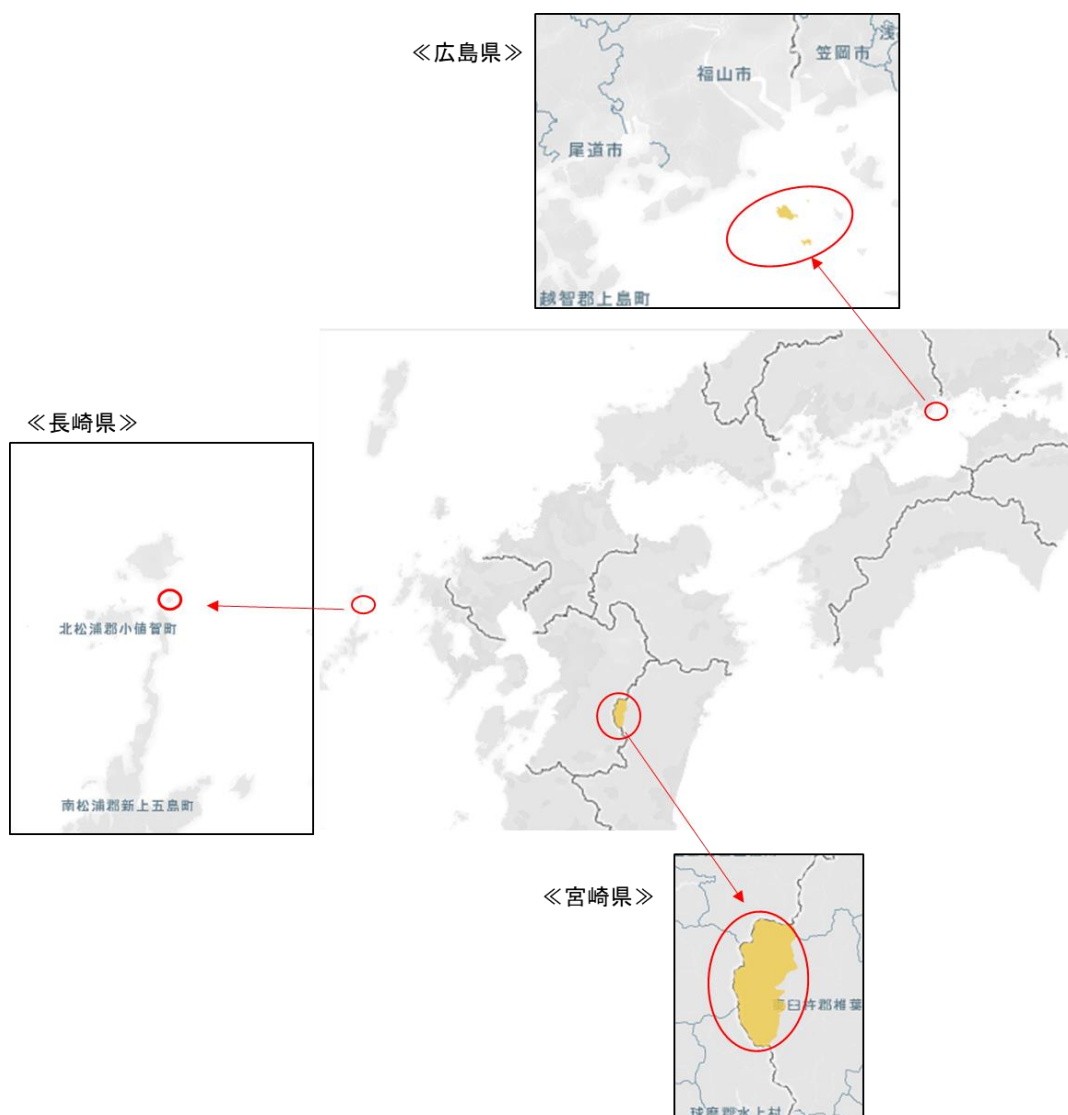 ≪広島県≫
浅
笠岡市
福山市
尾道市
越智郡上島町
≪長崎県≫
北松浦郡小値賀町
南松浦郡新上五島町
≪宮崎県≫
臼杵郡椎葉
球磨郡水上村